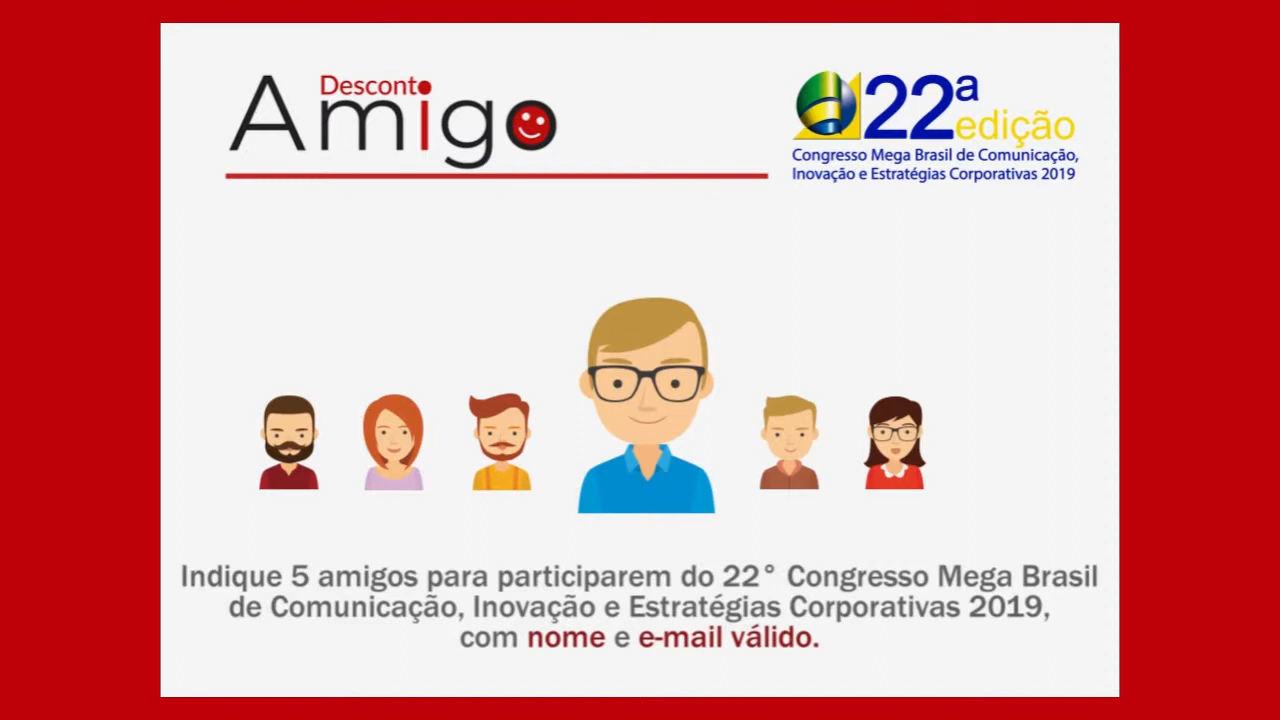 Desconto
Amigo
22ª
edição
Congresso Mega Brasil de Comunicação,
Inovação e Estratégias Corporativas 2019
Indique 5 amigos para participarem do 22° Congresso Mega Brasil
de Comunicação, Inovação e Estratégias Corporativas 2019,
com nome e e-mail válido.